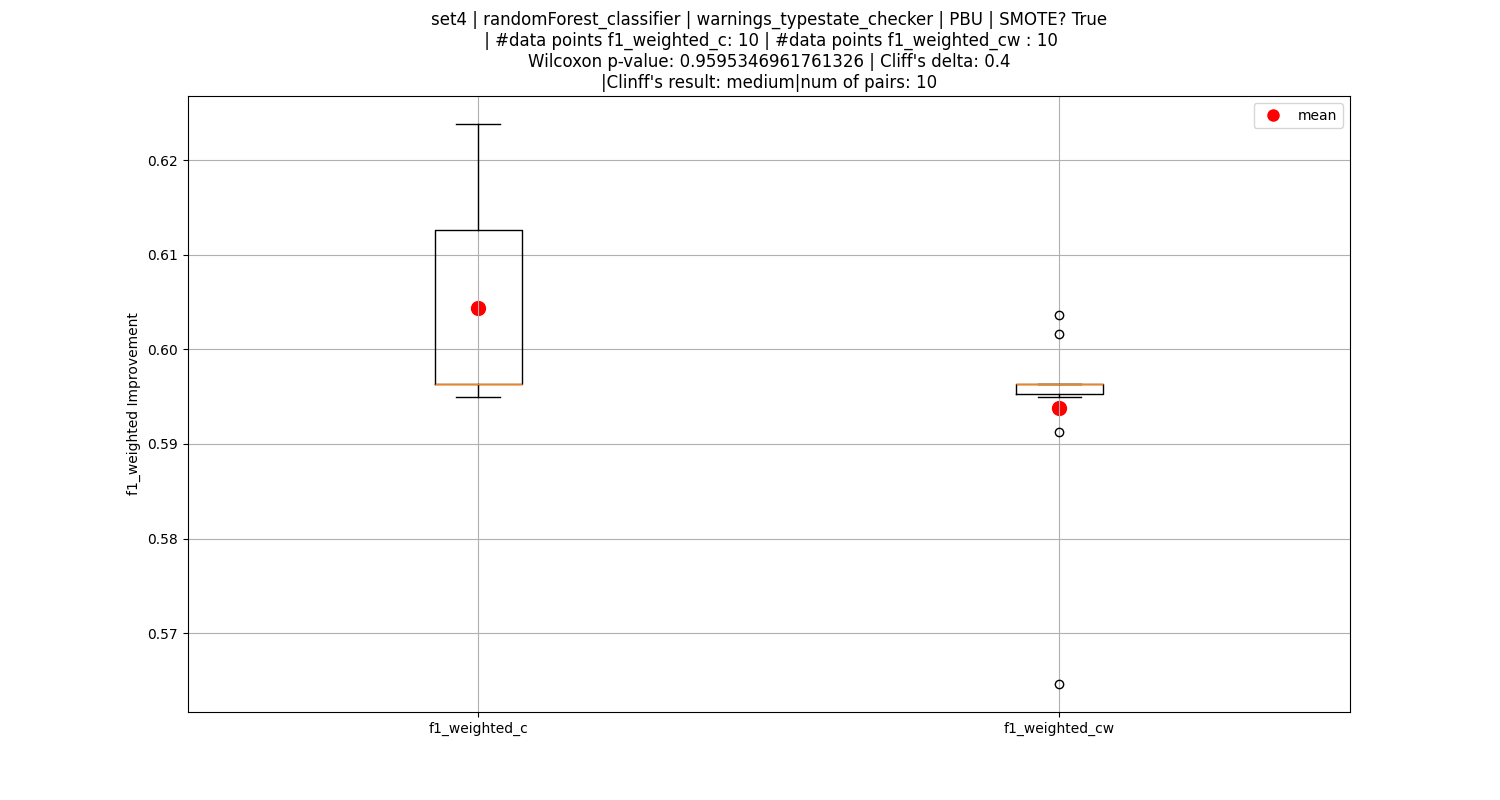 set4 | randomForest_classifier | warnings_typestate_checker | PBU | SMOTE? True
| #data points f1_weighted_c: 10 | #data points f1_weighted_cw : 10
Wilcoxon p-value: 0.9595346961761326 | Cliff's delta: 0.4
|Clinff's result: medium|num of pairs: 10
mean
0.62
0.61
0.60
0.59
0.58
0.57
f1_weighted Improvement
f1_weighted_c
f1_weighted_cw